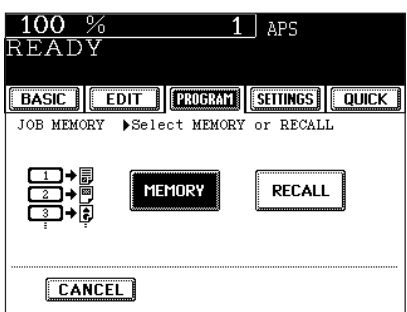 100 % 1 APS
READY
BASIC EDIT PROGRAM SETTINGS QUICK
JOB MEMORY ▶Select MEMORY or RECALL
1
2
3
MEMORY RECALL
CANCEL